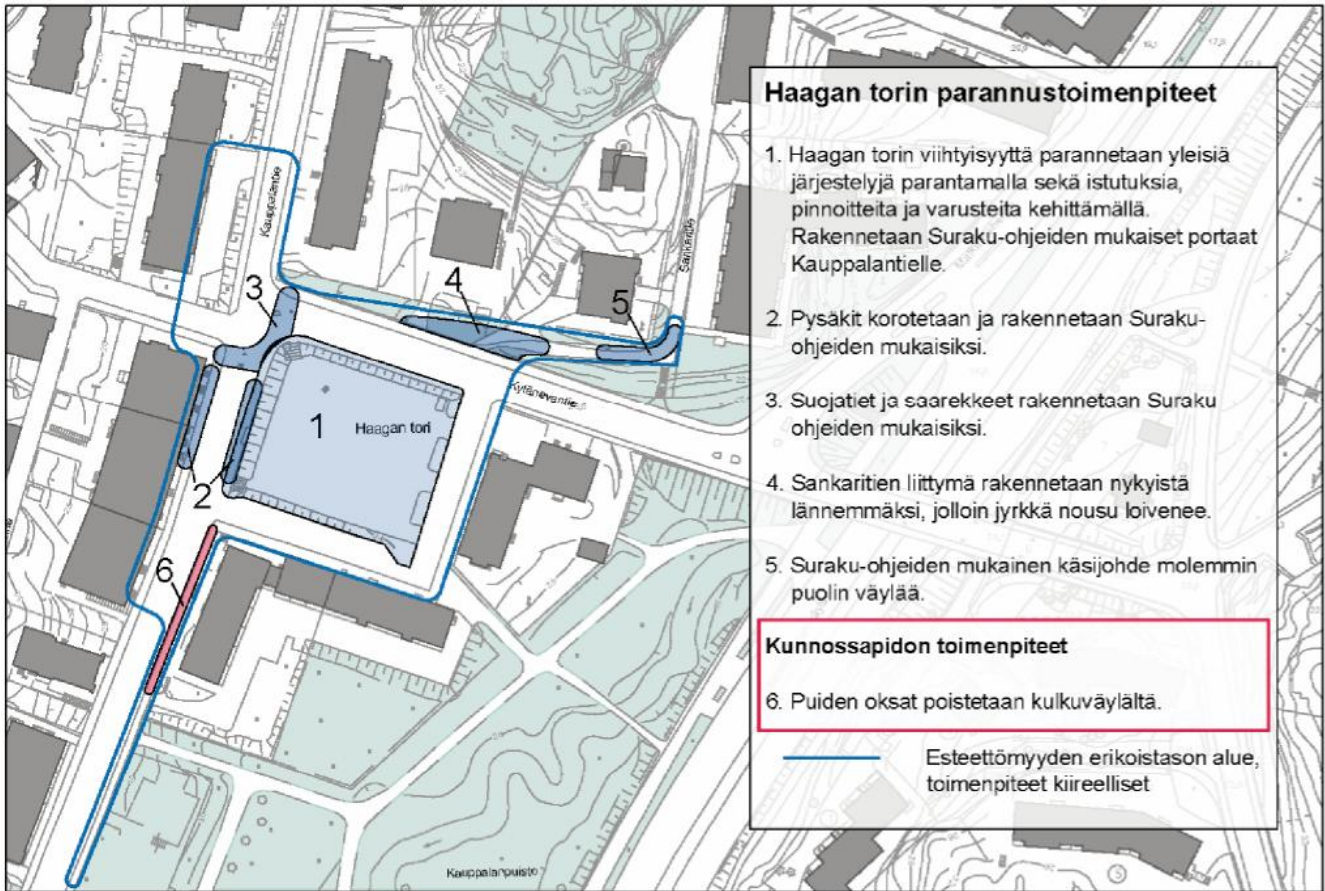 Haagan torin parannustoimenpiteet
1. Haagan torin viihtyisyyttä parannetaan yleisiä
järjestelyjä parantamalla sekä istutuksia,
pinnoitteita ja varusteita kehittämällä.
Rakennetaan Suraku-ohjeiden mukaiset portaat
Kauppalantielle.
2. Pysäkit korotetaan ja rakennetaan Suraku-
ohjeiden mukaisiksi.
3. Suojatiet ja saarekkeet rakennetaan Suraku
ohjeiden mukaisiksi.
4. Sankaritien liittymä rakennetaan nykyistä
lännemmäksi, jolloin jyrkkä nousu loivenee.
5. Suraku-ohjeiden mukainen käsijohde molemmin
puolin väylää.
Kunnossapidon toimenpiteet
6. Puiden oksat poistetaan kulkuväylältä.
Esteettömyyden erikoistason alue,
toimenpiteet kiireelliset
Kauppalantie
Sankaritie
3
4
5
Kylänevantie
1
Haagan tori
2
6
Kauppalanpuisto